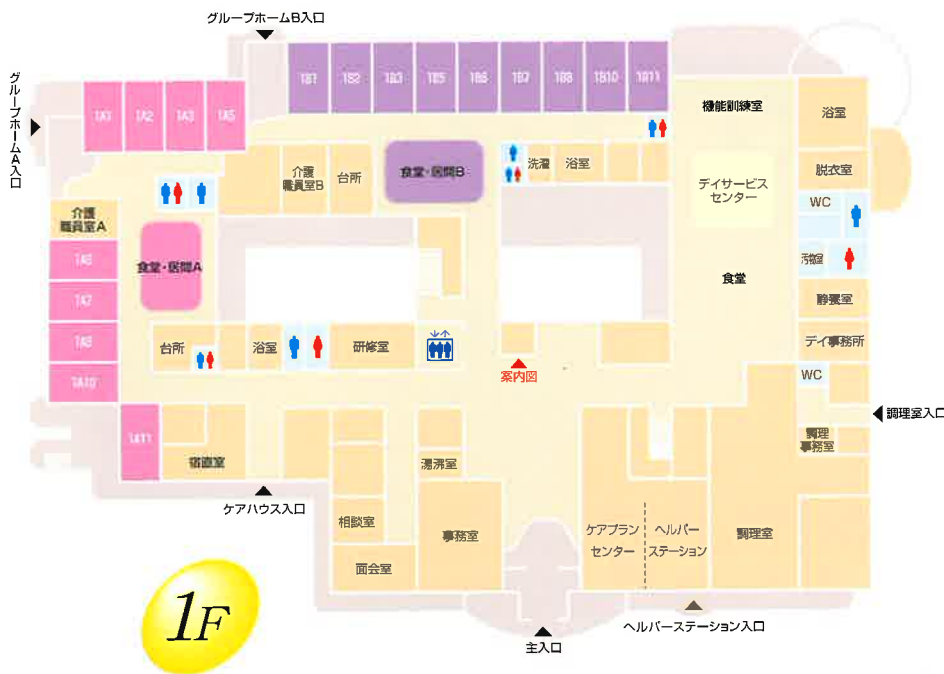 グループホームB入口
グループホームA入口
1A1
1A2
1A3
1A5
1B1
1B2
1B3
1B5
1B6
1B7
1B8
1B10
1B11
機能訓練室
浴室
介護
職員室B
台所
食堂・居間B
洗濯
浴室
デイサービス
センター
脱衣室
WC
介護
職員室A
食堂・居間A
1A6
1A7
1A8
1A10
1A11
汚物室
食堂
静養室
デイ事務所
台所
浴室
研修室
案内図
WC
調理室入口
調理
事務室
宿直室
湯沸室
ケアハウス入口
相談室
面会室
事務室
ケアプラン
センター
ヘルパー
ステーション
調理室
1F
主入口
ヘルパーステーション入口